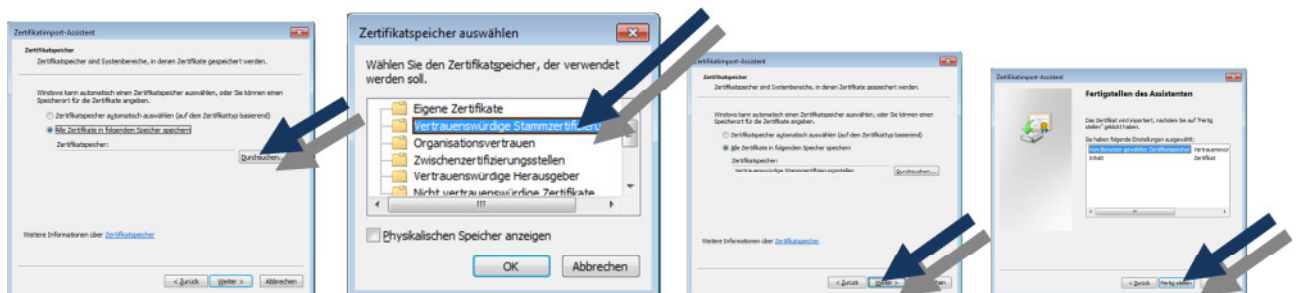 Zertifikatimport-Assistent
Zertifikatspeicher
Zertifikatspeicher sind Systembereiche, in denen Zertifikate gespeichert werden.
Windows kann automatisch einen Zertifikatspeicher auswählen, oder Sie können einen
Speicherort für die Zertifikate angeben.
Zertifikatspeicher automatisch auswählen (auf dem Zertifikattyp basierend)
Alle Zertifikate in folgendem Speicher speichern
Zertifikatspeicher:
Durchsuchen...
Weitere Informationen über Zertifikatspeicher
< Zurück Weiter > Abbrechen
Zertifikatspeicher auswählen
Wählen Sie den Zertifikatspeicher, der verwendet
werden soll.
Eigene Zertifikate
Vertrauenswürdige
Organisationsvertrauen
Zwischenzertifizierungsstellen
Vertrauenswürdige Herausgeber
Nicht vertrauenswürdige Zertifikate
Physikalischen Speicher anzeigen
OK Abbrechen
Zertifikatimport-Assistent
Zertifikatspeicher
Zertifikatspeicher sind Systembereiche, in denen Zertifikate gespeichert werden.
Windows kann automatisch einen Zertifikatspeicher auswählen, oder Sie können einen
Speicherort für die Zertifikate angeben.
Zertifikatspeicher automatisch auswählen (auf dem Zertifikattyp basierend)
Alle Zertifikate in folgendem Speicher speichern
Zertifikatspeicher:
Vertrauenswürdige Stammzertifizierungsstellen Durchsuchen...
Weitere Informationen über Zertifikatspeicher
< Zurück Weiter >
Zertifikatimport-Assistent
Fertigstellen des Assistenten
Das Zertifikat wird importiert, nachdem Sie auf "Fertig
stellen" geklickt haben.
Sie haben folgende Einstellungen ausgewählt:
Vom Benutzer gewählter Zertifikatspeicher
Inhalt Zertifikat
< Zurück Fertig stellen